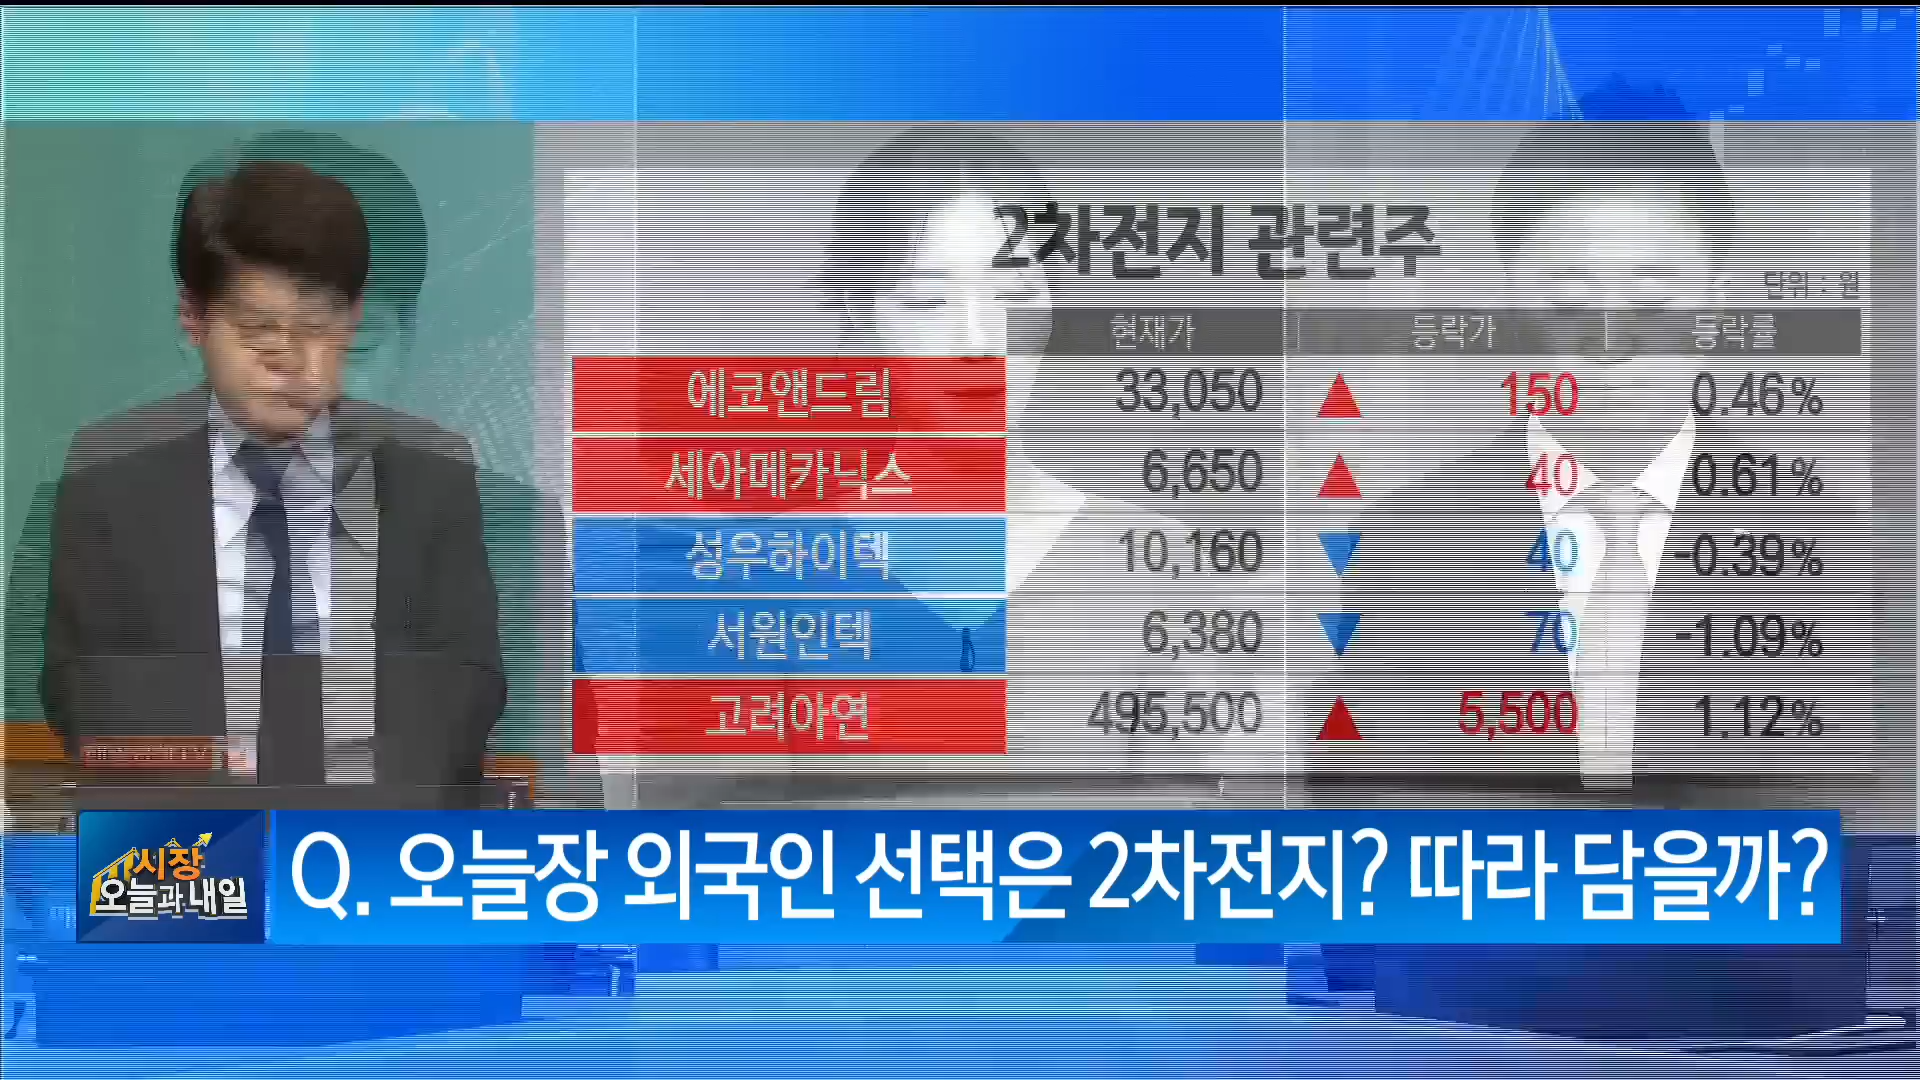 2차전지 관련주
단위 : 원
현재가 등락가 등락률
에코앤드림 33,050 ▲ 150 0.46%
세아메카닉스 6,650 ▲ 40 0.61%
성우하이텍 10,160 ▼ 40 -0.39%
서원인텍 6,380 ▼ 70 -1.09%
고려아연 495,500 ▲ 5,500 1.12%
시장
오늘과 내일
Q. 오늘장 외국인 선택은 2차전지? 따라 담을까?